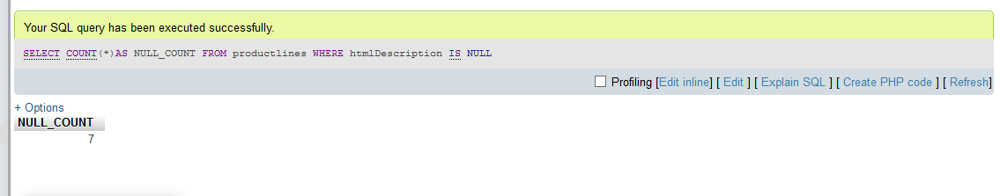 Your SQL query has been executed successfully.
SELECT COUNT(*)AS NULL_COUNT FROM productlines WHERE htmlDescription IS NULL
Profiling [Edit inline] [ Edit ] [ Explain SQL ] [ Create PHP code ] [ Refresh]
+ Options
NULL_COUNT
7